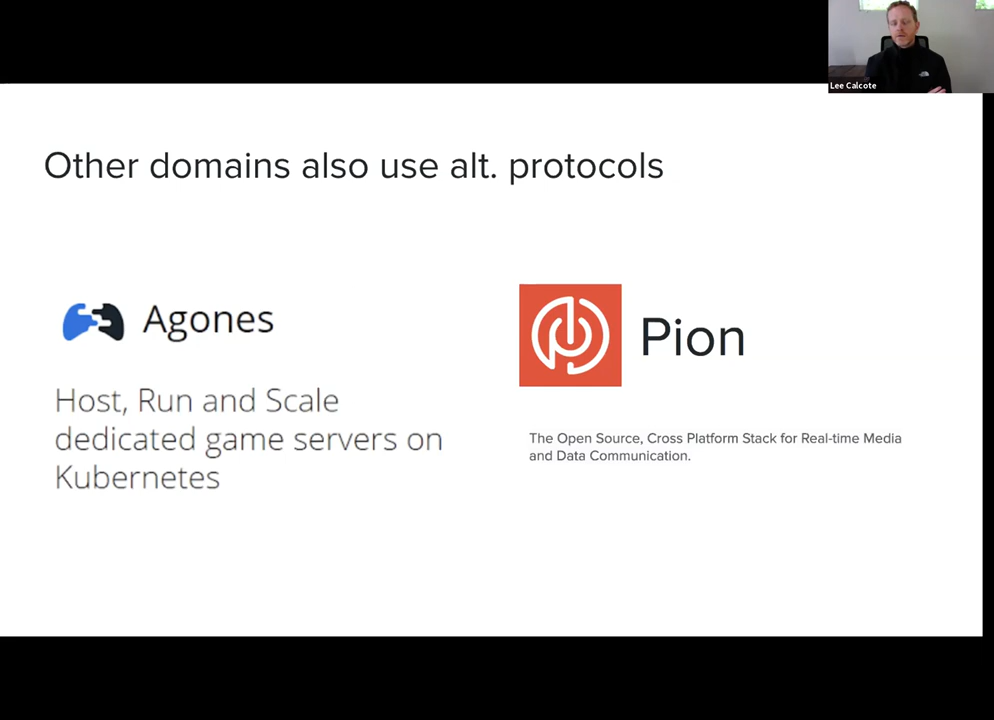 Lee Calcote
Other domains also use alt. protocols
Agones
Host, Run and Scale
dedicated game servers on
Kubernetes
Pion
The Open Source, Cross Platform Stack for Real-time Media
and Data Communication.